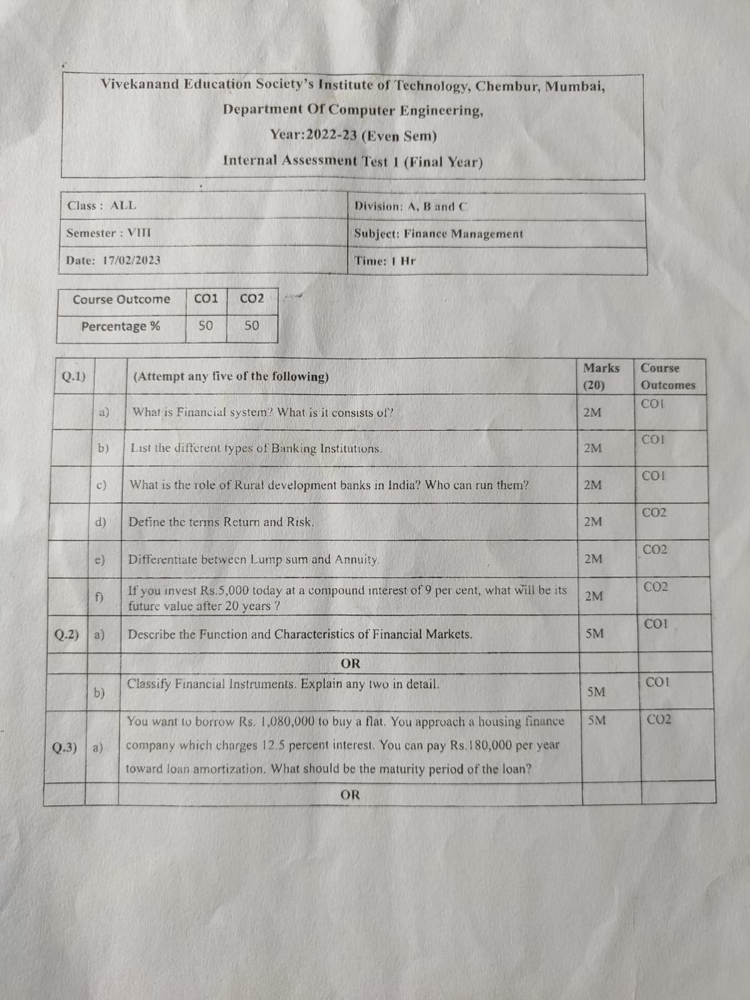 Vivekanand Education Society's Institute of Technology, Chembur, Mumbai,
Department Of Computer Engineering,
Year:2022-23 (Even Sem)
Internal Assessment Test 1 (Final Year)
Class : ALL
Division: A, B and C
Semester : VIII
Subject: Finance Management
Date: 17/02/2023
Time: 1 Hr
Course Outcome CO1 CO2
Percentage % 50 50
Q.1) (Attempt any five of the following) Marks (20) Course Outcomes
a) What is Financial system? What is it consists of? 2M CO1
b) List the different types of Banking Institutions. 2M CO1
c) What is the role of Rural development banks in India? Who can run them? 2M CO1
d) Define the terms Return and Risk. 2M CO2
e) Differentiate between Lump sum and Annuity. 2M CO2
f) If you invest Rs.5,000 today at a compound interest of 9 per cent, what will be its
future value after 20 years ? 2M CO2
Q.2) a) Describe the Function and Characteristics of Financial Markets. 5M CO1
OR
b) Classify Financial Instruments. Explain any two in detail. 5M CO1
You want to borrow Rs. 1,080,000 to buy a flat. You approach a housing finance 5M CO2
Q.3) a) company which charges 12.5 percent interest. You can pay Rs.180,000 per year
toward loan amortization. What should be the maturity period of the loan?
OR